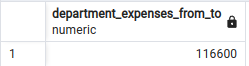 department_expenses_from_to
numeric
1 116600